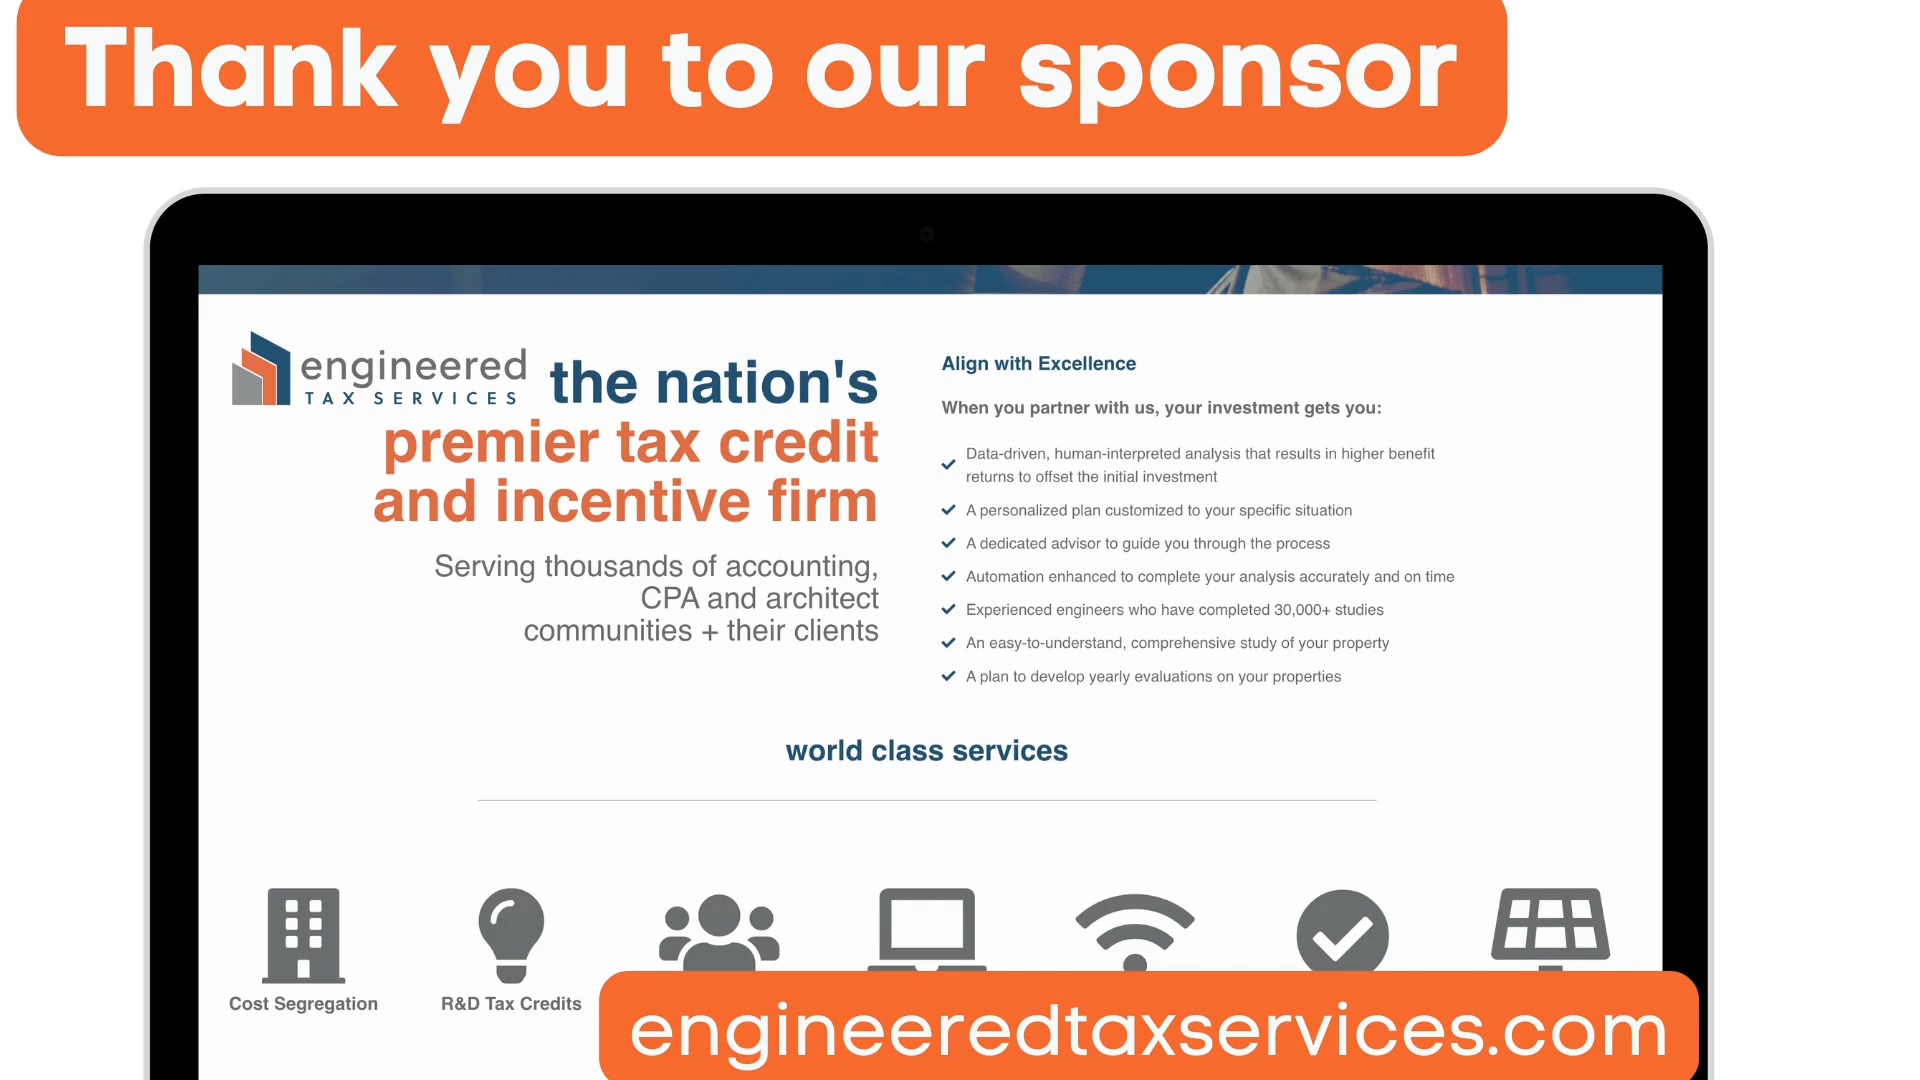 Thank you to our sponsor
engineered
TAX SERVICES
the nation's
premier tax credit
and incentive firm
Serving thousands of accounting,
CPA and architect
communities + their clients
Align with Excellence
When you partner with us, your investment gets you:
Data-driven, human-interpreted analysis that results in higher benefit
returns to offset the initial investment
A personalized plan customized to your specific situation
A dedicated advisor to guide you through the process
Automation enhanced to complete your analysis accurately and on time
Experienced engineers who have completed 30,000+ studies
An easy-to-understand, comprehensive study of your property
A plan to develop yearly evaluations on your properties
world class services
Cost Segregation
R&D Tax Credits
engineeredtaxservices.com